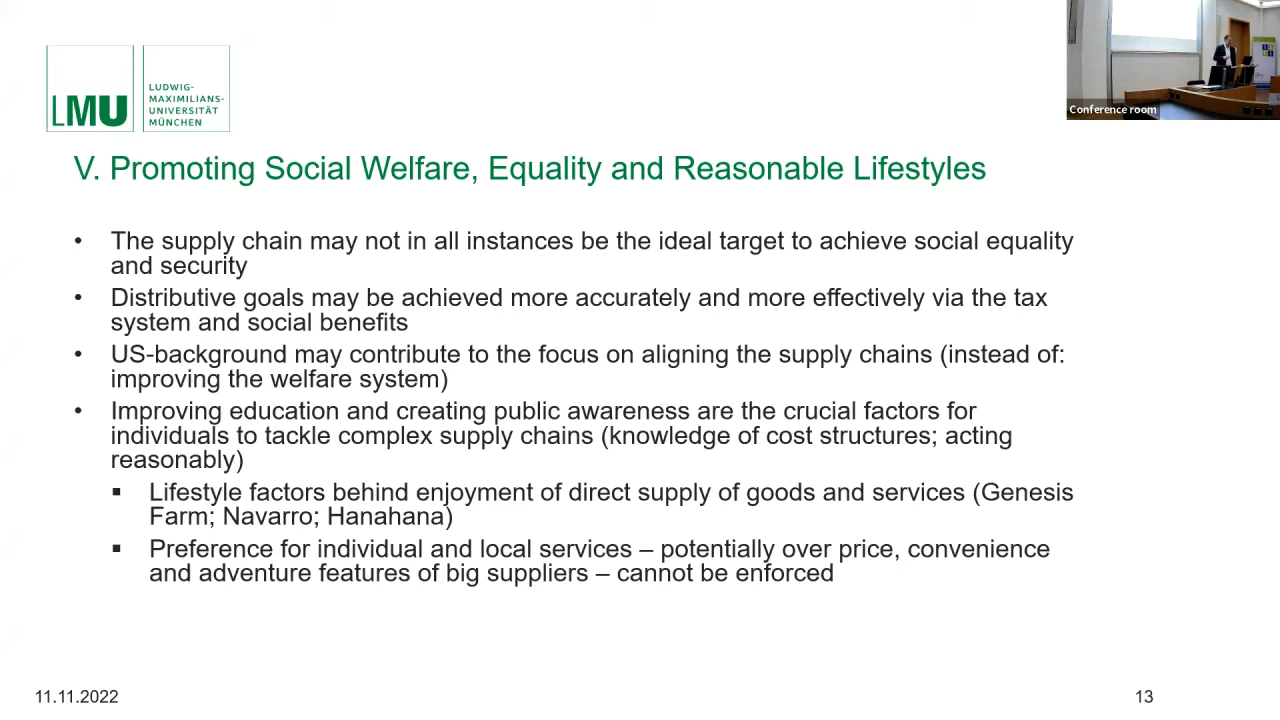 Conference room
LMU
LUDWIG-
MAXIMILIANS-
UNIVERSITÄT
MÜNCHEN
V. Promoting Social Welfare, Equality and Reasonable Lifestyles
• The supply chain may not in all instances be the ideal target to achieve social equality
and security
• Distributive goals may be achieved more accurately and more effectively via the tax
system and social benefits
• US-background may contribute to the focus on aligning the supply chains (instead of:
improving the welfare system)
• Improving education and creating public awareness are the crucial factors for
individuals to tackle complex supply chains (knowledge of cost structures; acting
reasonably)
▪ Lifestyle factors behind enjoyment of direct supply of goods and services (Genesis
Farm; Navarro; Hanahana)
▪ Preference for individual and local services – potentially over price, convenience
and adventure features of big suppliers – cannot be enforced
11.11.2022
13